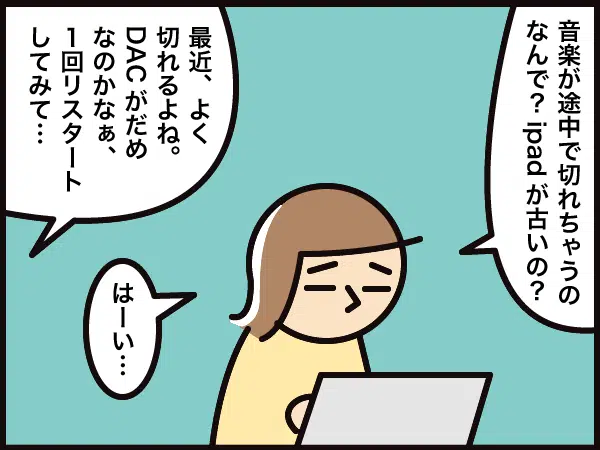 音楽が途中で切れちゃうの
なんで？ipadが古いの？
最近、よく
切れるよね。
DACがだめ
なのかなぁ、
1回リスタート
してみて…
はーい…